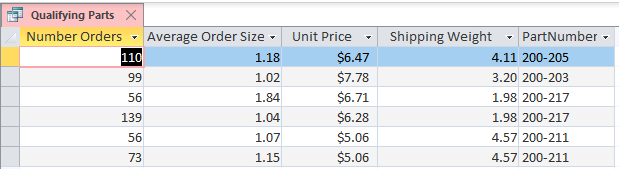 Qualifying Parts
Number Orders Average Order Size Unit Price Shipping Weight PartNumber
110 1.18 $6.47 4.11 200-205
99 1.02 $7.78 3.20 200-203
56 1.84 $6.71 1.98 200-217
139 1.04 $6.28 1.98 200-217
56 1.07 $5.06 4.57 200-211
73 1.15 $5.06 4.57 200-211